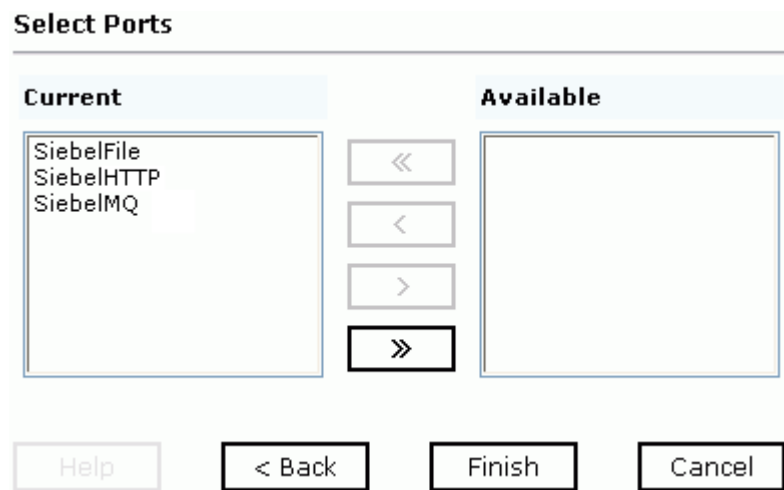 Select Ports
Current
Available
SiebelFile
SiebelHTTP
SiebelMQ
«
<
>
»
Help
< Back
Finish
Cancel